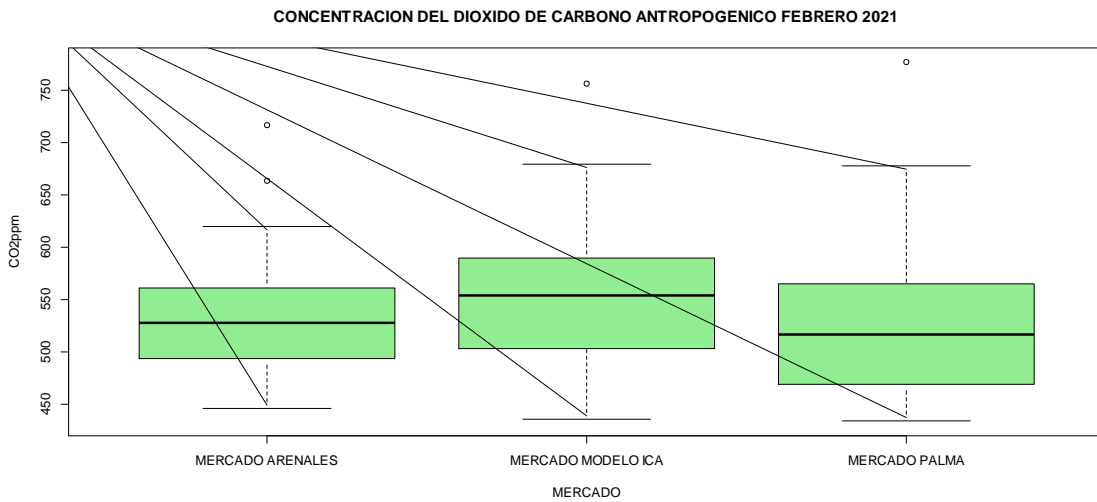 CONCENTRACION DEL DIOXIDO DE CARBONO ANTROPOGENICO FEBRERO 2021
CO2ppm
750
700
650
600
550
500
450
MERCADO ARENALES MERCADO MODELO ICA MERCADO PALMA
MERCADO